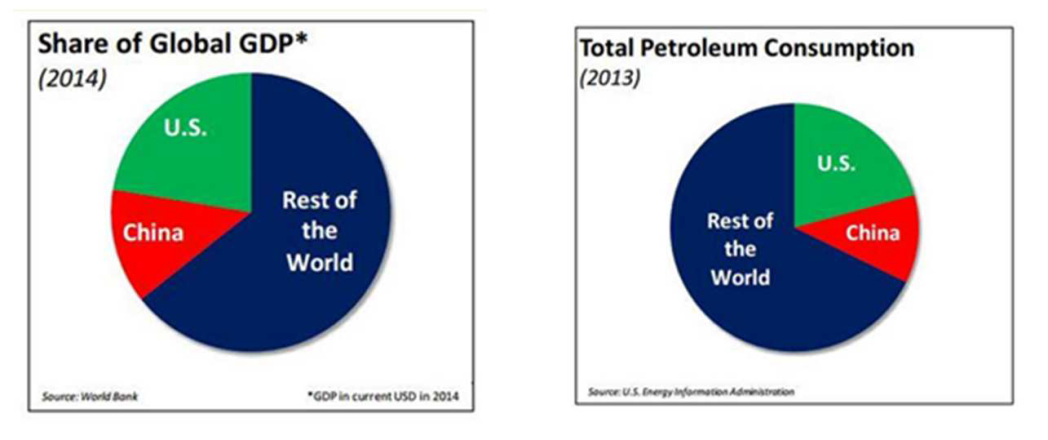 Share of Global GDP*
(2014)
U.S.
China
Rest of
the
World
Source: World Bank
*GDP in current USD in 2014
Total Petroleum Consumption
(2013)
U.S.
China
Rest of
the
World
Source: U.S. Energy Information Administration